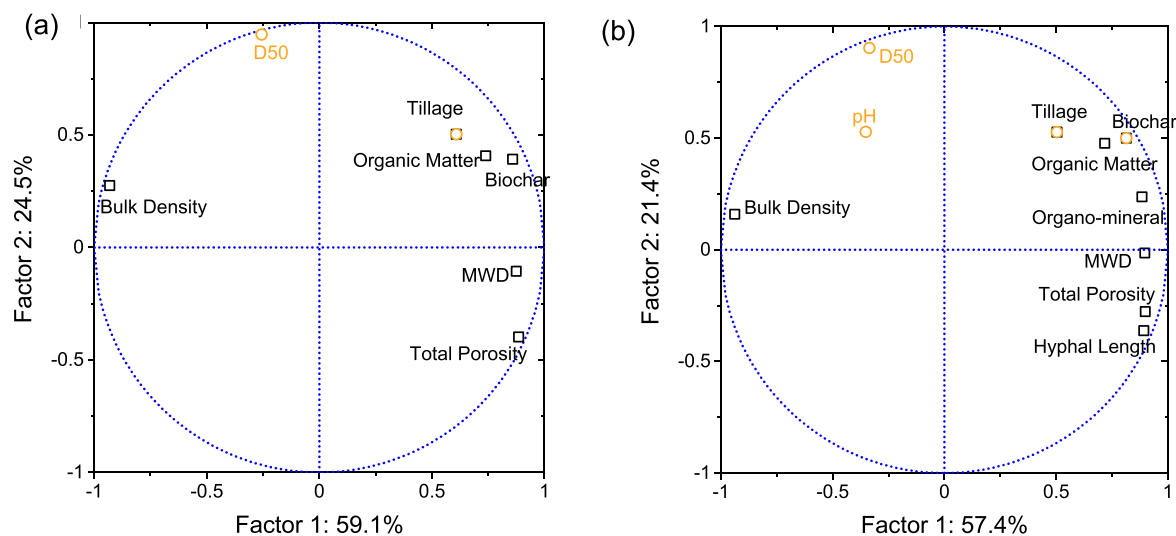 (a)
1
0.5
0
-0.5
-1
Factor 2: 24.5%
D50
Tillage
Organic Matter
Biochar
Bulk Density
MWD
Total Porosity
-1
-0.5
0
0.5
1
Factor 1: 59.1%
(b)
1
0.5
0
-0.5
-1
Factor 2: 21.4%
D50
pH
Tillage
Biochar
Organic Matter
Organo-mineral
Bulk Density
MWD
Total Porosity
Hyphal Length
-1
-0.5
0
0.5
1
Factor 1: 57.4%